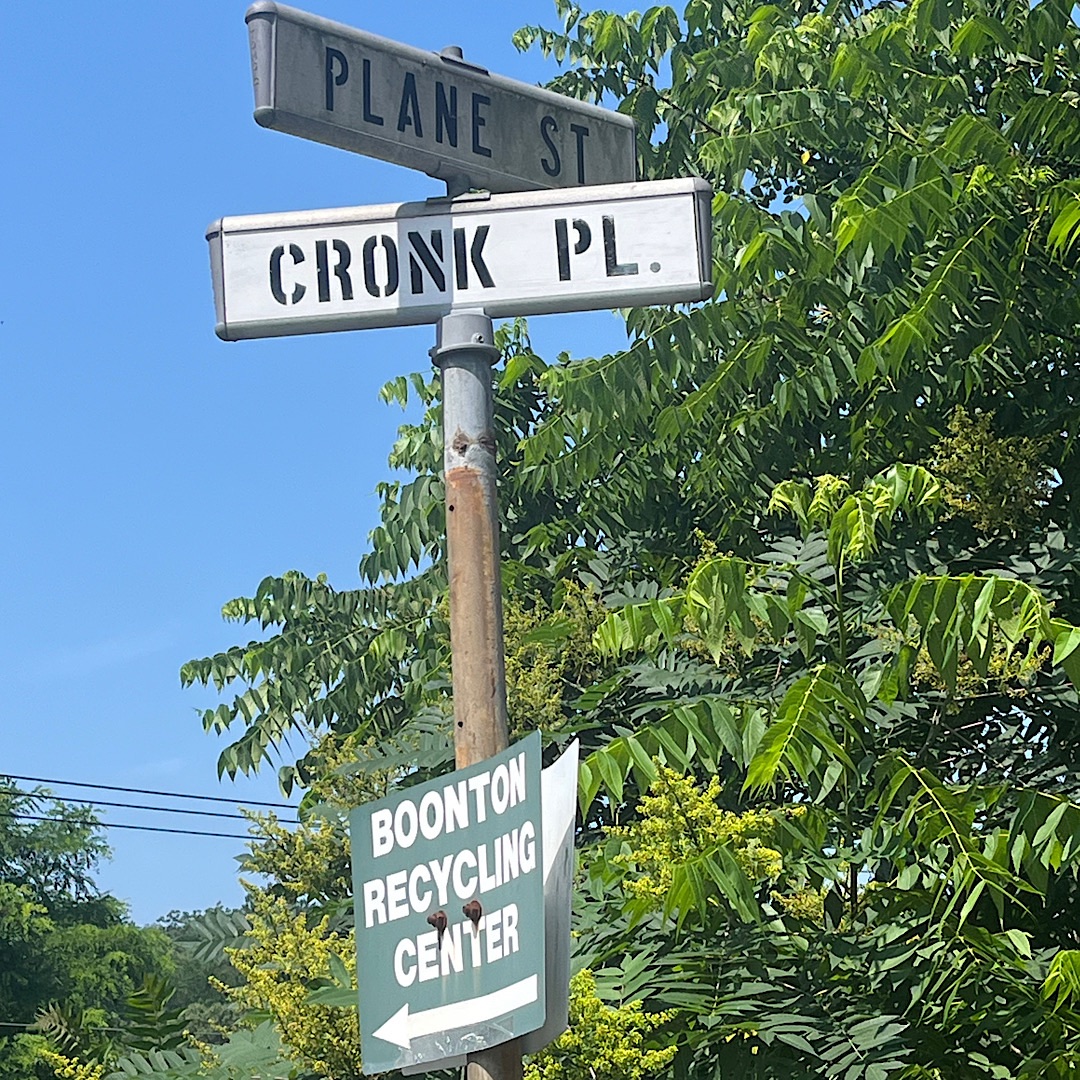 PLANE ST
CRONK PL.
BOONTON
RECYCLING
CENTER